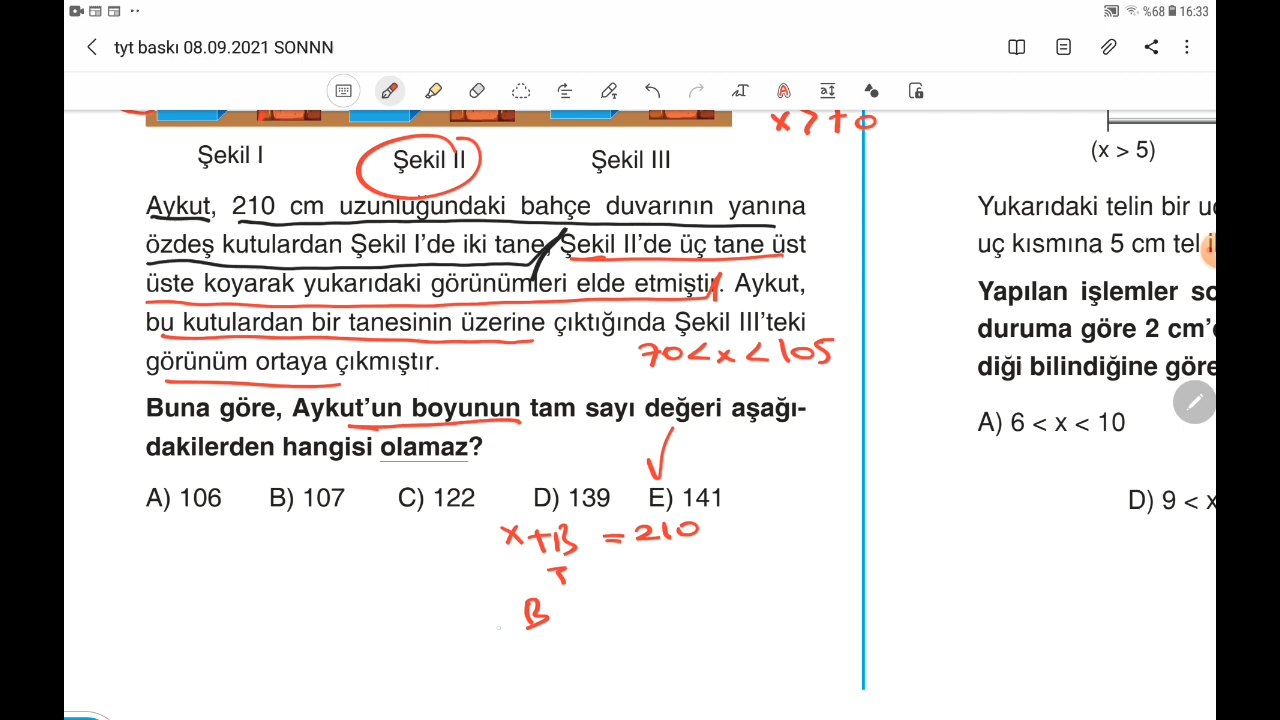 %68 16:33
tyt baskı 08.09.2021 SONNN
x > 70
Şekil I Şekil II Şekil III
Aykut, 210 cm uzunluğundaki bahçe duvarının yanına
özdeş kutulardan Şekil I'de iki tane, Şekil II'de üç tane üst
üste koyarak yukarıdaki görünümleri elde etmiştir. Aykut,
bu kutulardan bir tanesinin üzerine çıktığında Şekil III'teki
görünüm ortaya çıkmıştır.
70 < x < 105
Buna göre, Aykut'un boyunun tam sayı değeri aşağı-
dakilerden hangisi olamaz?
A) 106 B) 107 C) 122 D) 139 E) 141
x + B = 210
B
(x > 5)
Yukarıdaki telin bir uc
uç kısmına 5 cm tel i
Yapılan işlemler so
duruma göre 2 cm'
diği bilindiğine göre
A) 6 < x < 10
D) 9 < x